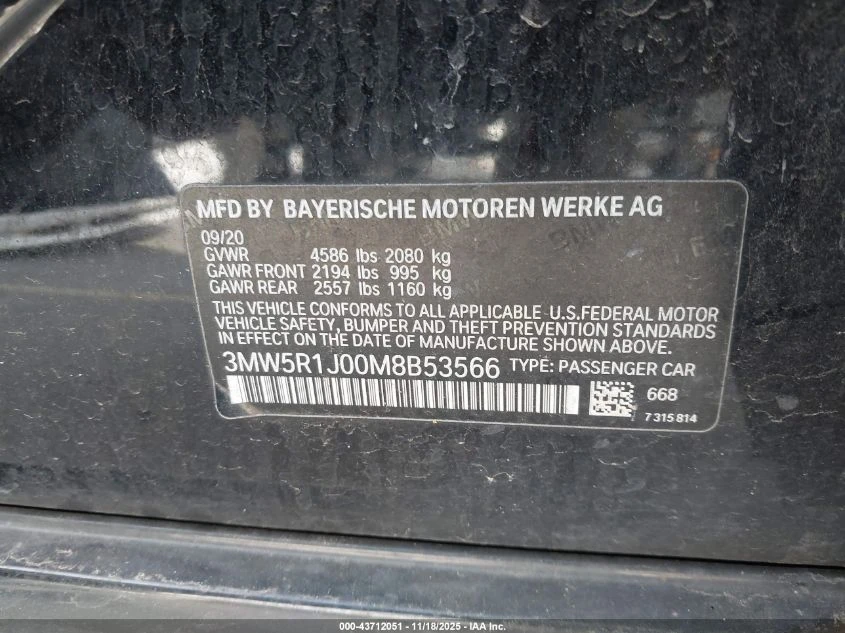 MFD BY BAYERISCHE MOTOREN WERKE AG
09/20
GVWR 4586 lbs 2080 kg
GAWR FRONT 2194 lbs 995 kg
GAWR REAR 2557 lbs 1160 kg
THIS VEHICLE CONFORMS TO ALL APPLICABLE U.S.FEDERAL MOTOR
VEHICLE SAFETY, BUMPER AND THEFT PREVENTION STANDARDS
IN EFFECT ON THE DATE OF MANUFACTURE SHOWN ABOVE.
3MW5R1J00M8B53566 TYPE: PASSENGER CAR
668
7315814
000-43712051 - 11/18/2025 - IAA Inc.